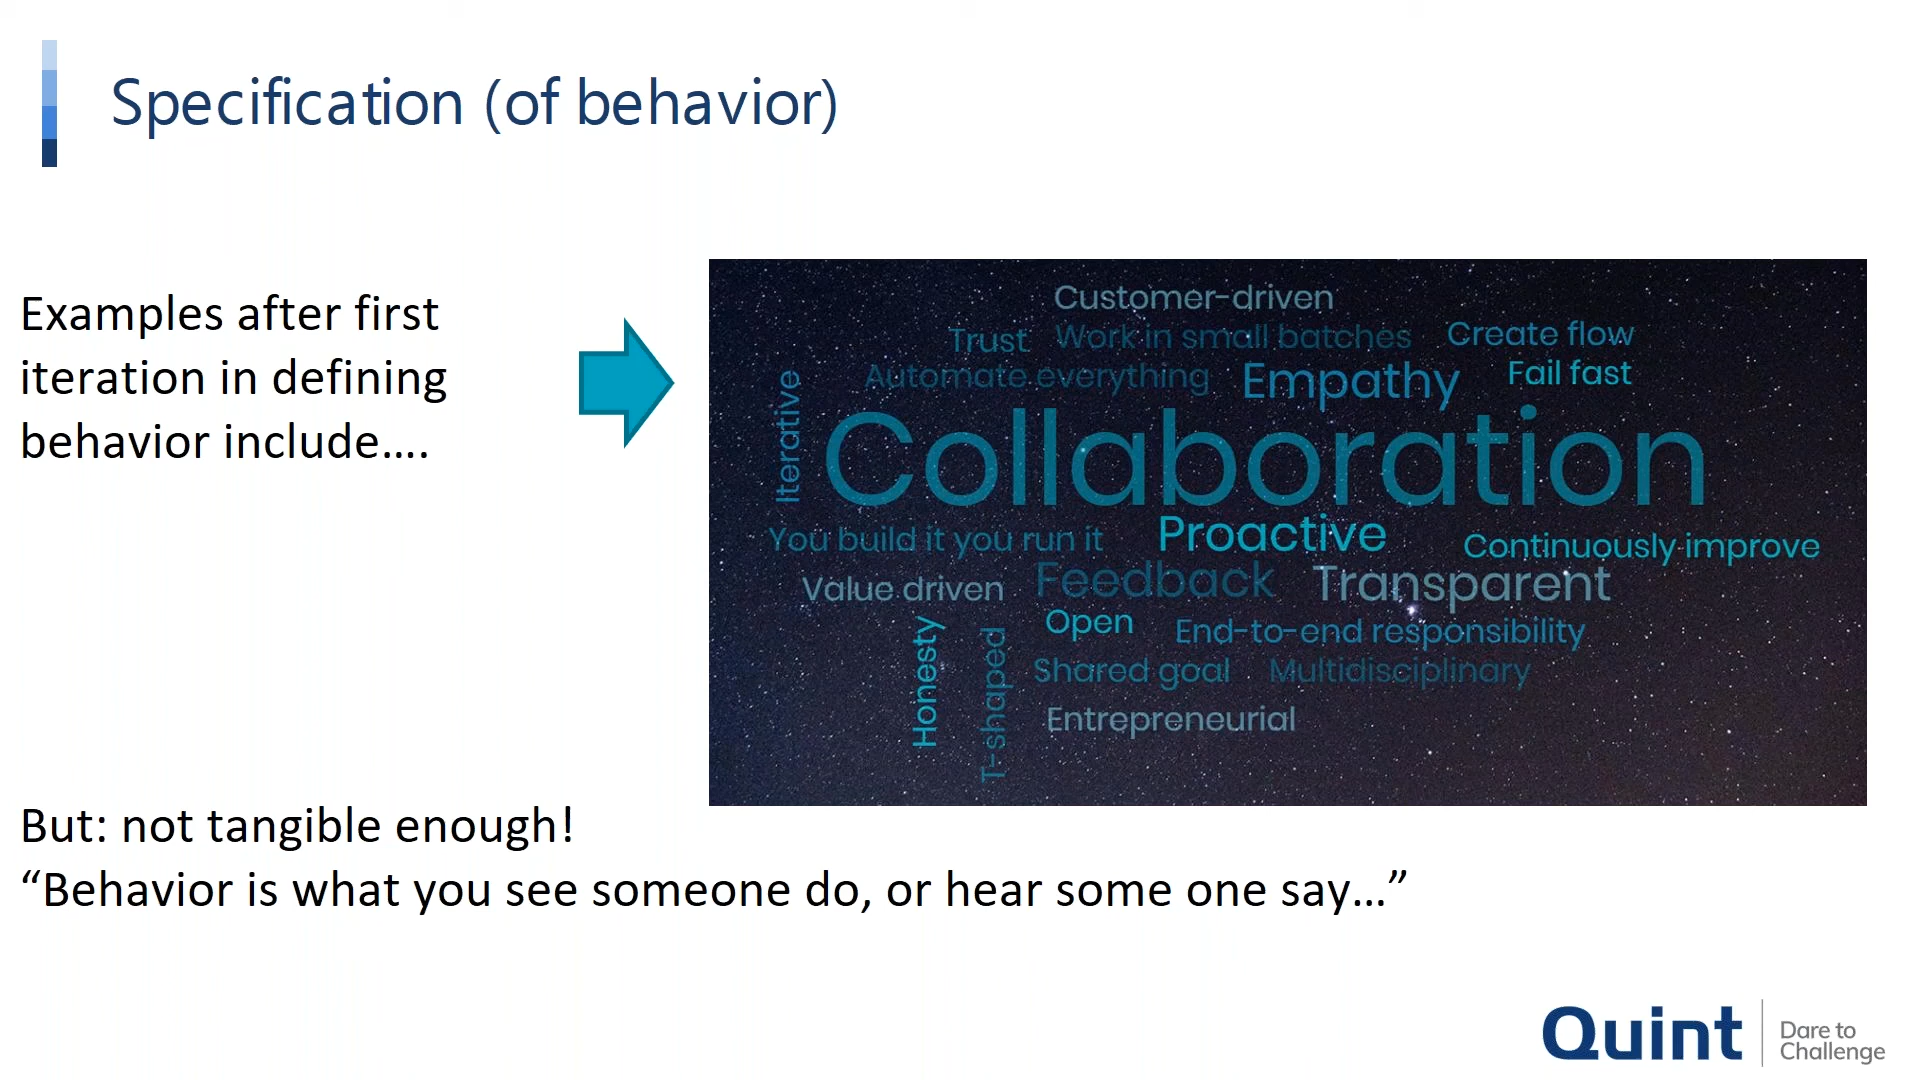 Specification (of behavior)
Examples after first
iteration in defining
behavior include....
Customer-driven
Trust
Work in small batches
Create flow
Automate everything
Empathy
Fail fast
Iterative
Collaboration
You build it you run it
Proactive
Continuously improve
Value driven
Feedback
Transparent
Open
End-to-end responsibility
Honesty
T-shaped
Shared goal
Multidisciplinary
Entrepreneurial
But: not tangible enough!
“Behavior is what you see someone do, or hear some one say...”
Quint
Dare to
Challenge